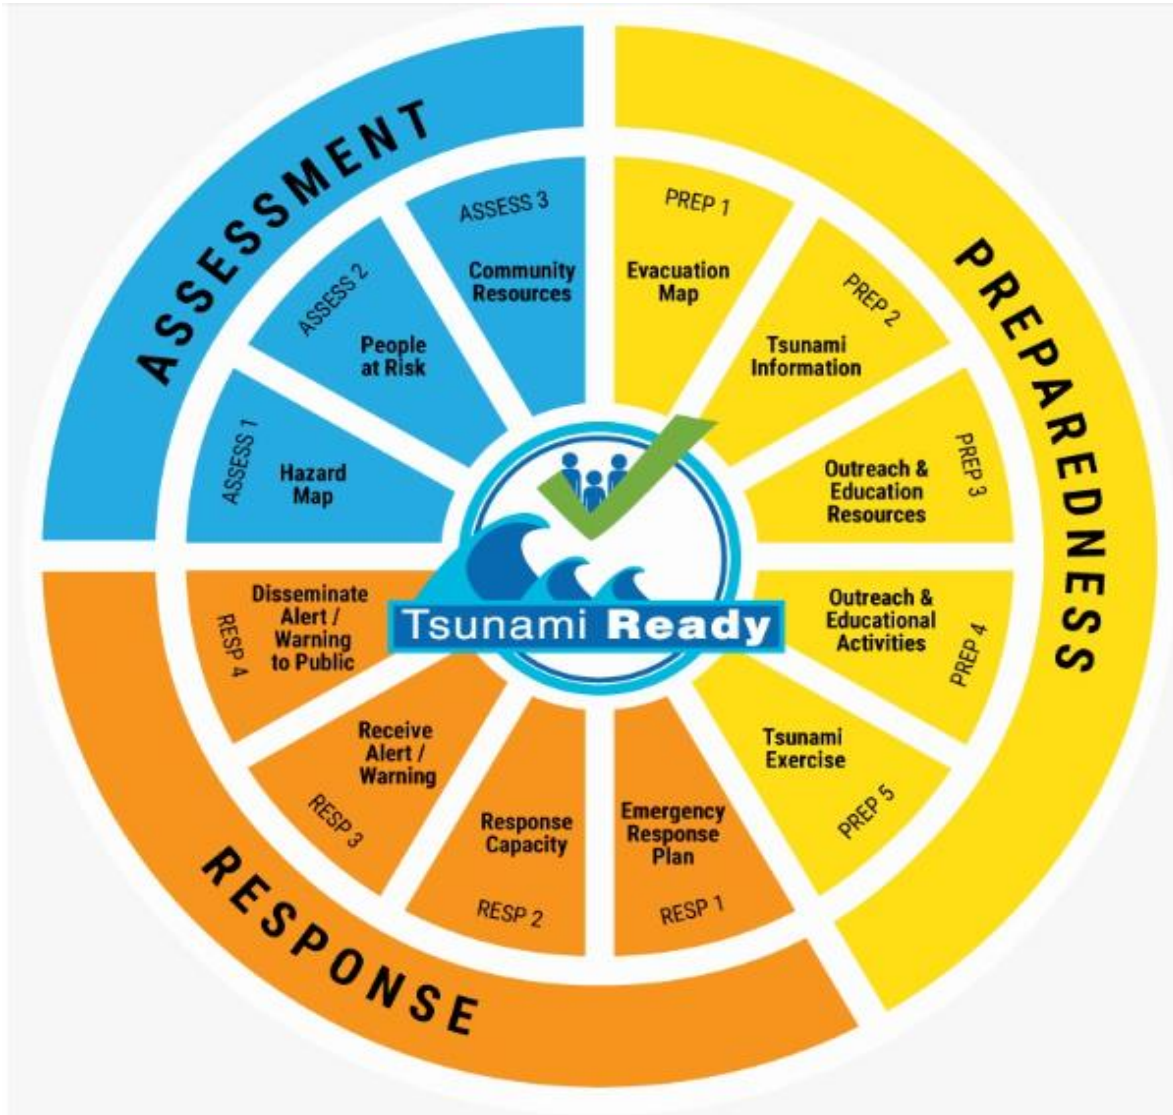 ASSESSMENT
ASSESS 1
Hazard
Map
ASSESS 2
People
at Risk
ASSESS 3
Community
Resources
PREPAREDNESS
PREP 1
Evacuation
Map
PREP 2
Tsunami
Information
PREP 3
Outreach &
Education
Resources
PREP 4
Outreach &
Educational
Activities
PREP 5
Tsunami
Exercise
RESPONSE
RESP 1
Emergency
Response
Plan
RESP 2
Response
Capacity
RESP 3
Receive
Alert /
Warning
RESP 4
Disseminate
Alert /
Warning
to Public
Tsunami Ready